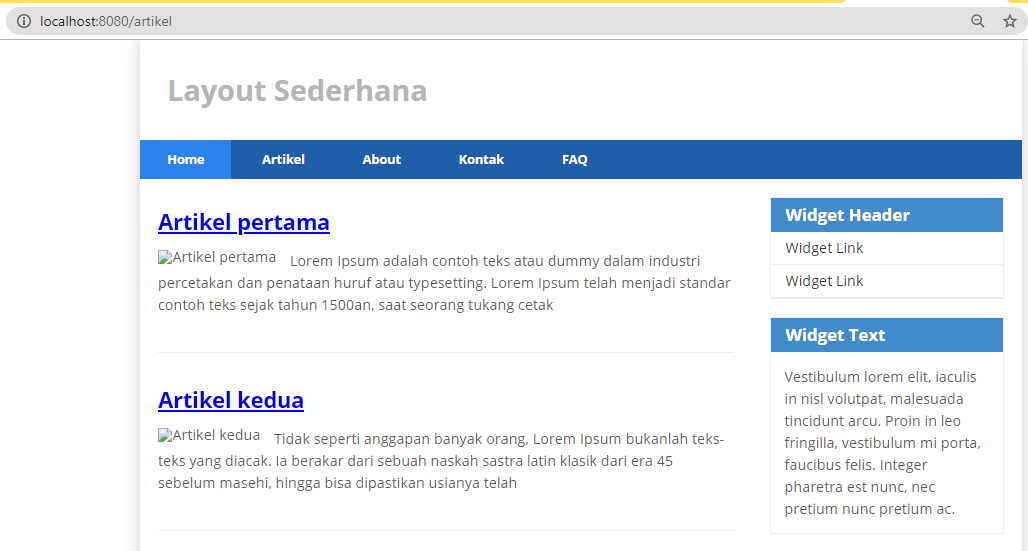 localhost:8080/artikel
Layout Sederhana
Home Artikel About Kontak FAQ
Artikel pertama
Artikel pertama Lorem Ipsum adalah contoh teks atau dummy dalam industri
percetakan dan penataan huruf atau typesetting. Lorem Ipsum telah menjadi standar
contoh teks sejak tahun 1500an, saat seorang tukang cetak
Artikel kedua
Artikel kedua Tidak seperti anggapan banyak orang, Lorem Ipsum bukanlah teks-
teks yang diacak. Ia berakar dari sebuah naskah sastra latin klasik dari era 45
sebelum masehi, hingga bisa dipastikan usianya telah
Widget Header
Widget Link
Widget Link
Widget Text
Vestibulum lorem elit, iaculis
in nisl volutpat, malesuada
tincidunt arcu. Proin in leo
fringilla, vestibulum mi porta,
faucibus felis. Integer
pharetra est nunc, nec
pretium nunc pretium ac.